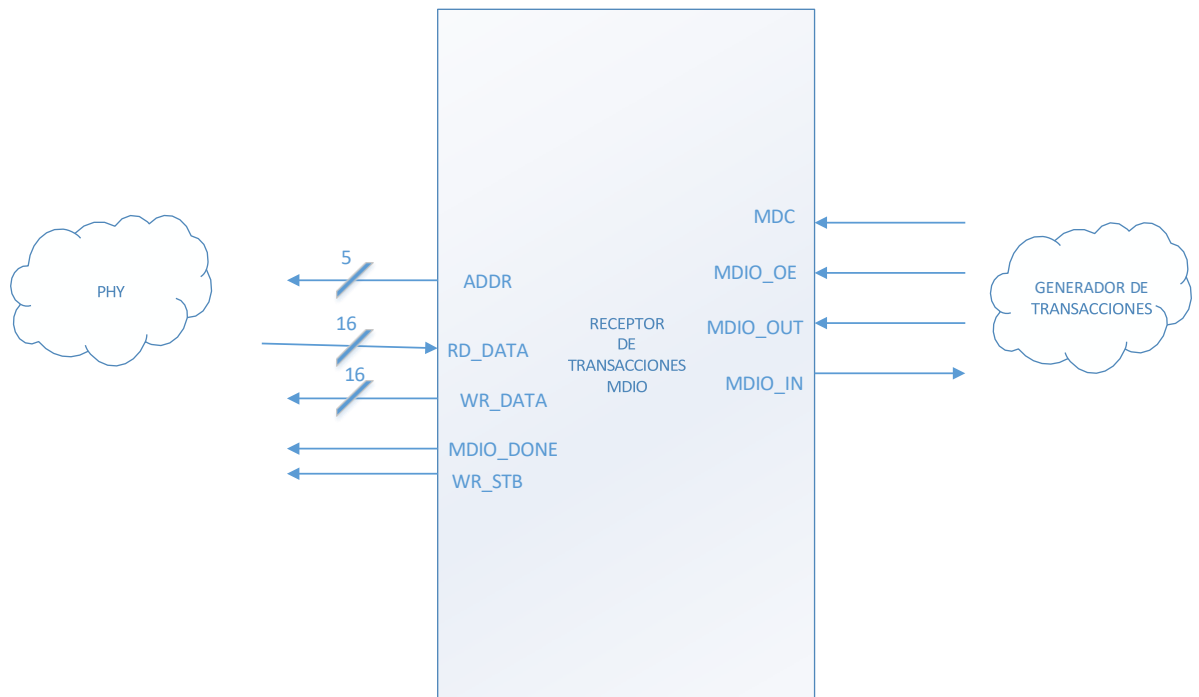 PHY
5
ADDR
16
RD_DATA
16
WR_DATA
MDIO_DONE
WR_STB
RECEPTOR
DE
TRANSACCIONES
MDIO
MDC
MDIO_OE
MDIO_OUT
MDIO_IN
GENERADOR DE
TRANSACCIONES